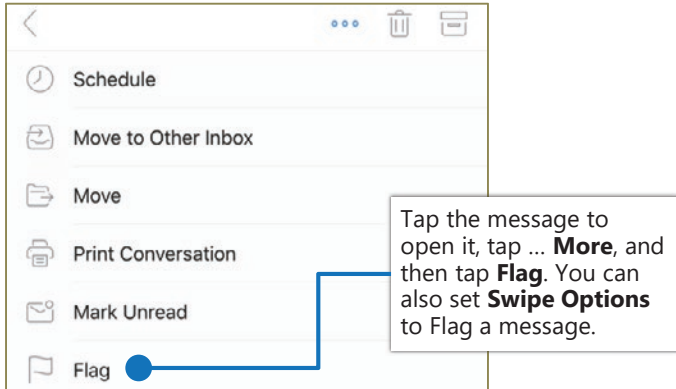 Schedule
Move to Other Inbox
Move
Print Conversation
Mark Unread
Flag
Tap the message to
open it, tap ... More, and
then tap Flag. You can
also set Swipe Options
to Flag a message.